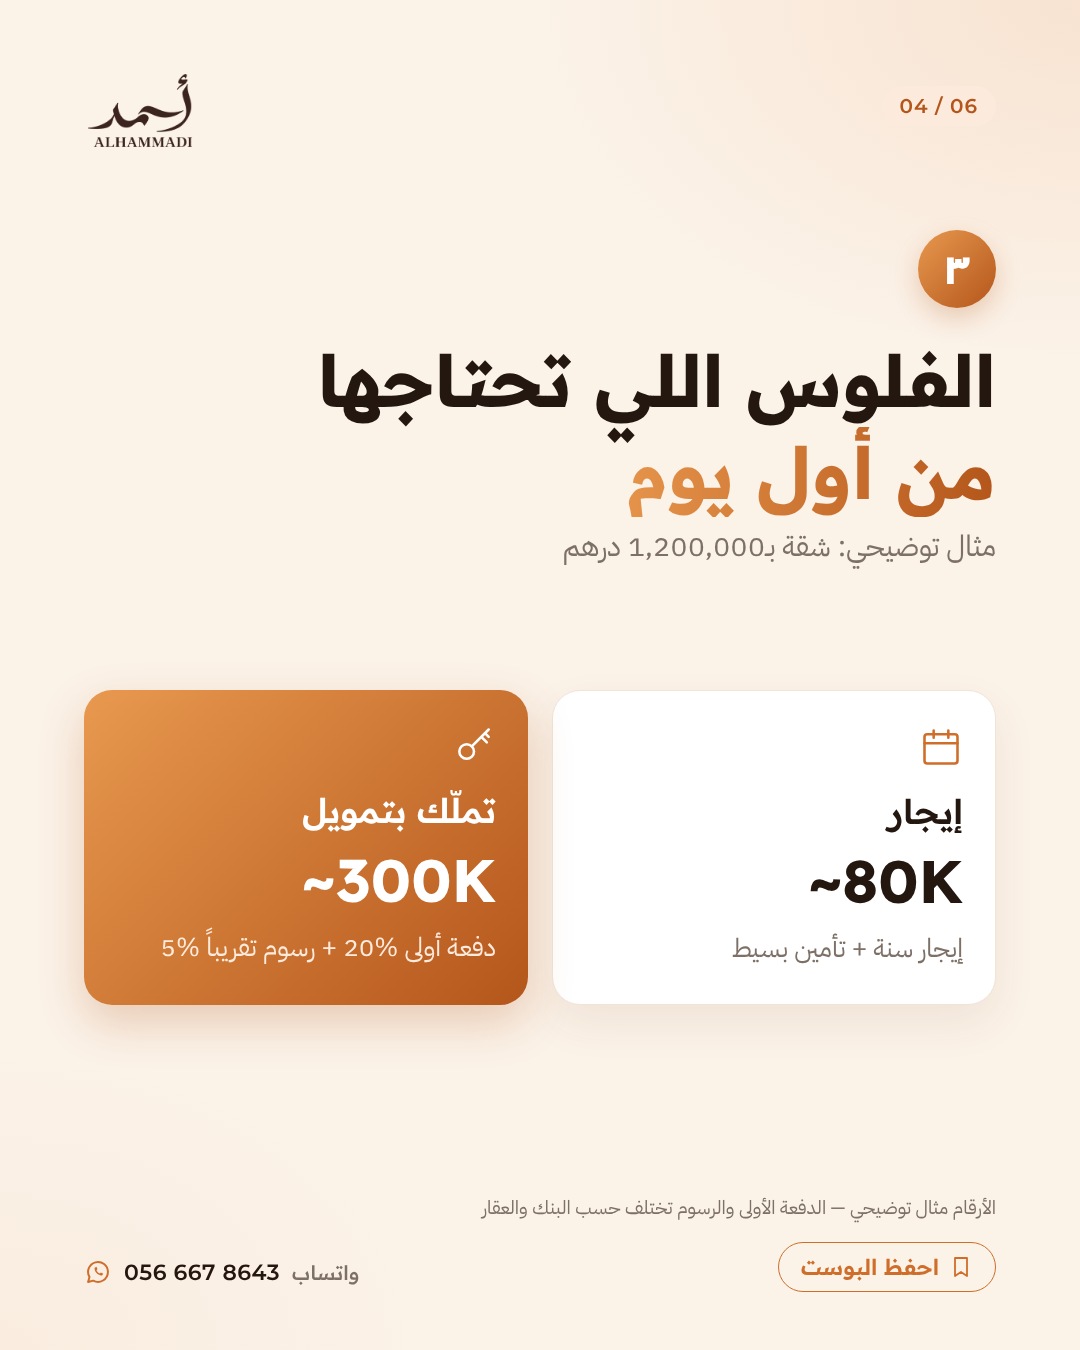 أحمد
ALHAMMADI
04 / 06
٣
الفلوس اللي تحتاجها
من أول يوم
مثال توضيحي: شقة بـ1,200,000 درهم
إيجار
~80K
إيجار سنة + تأمين بسيط
تملّك بتمويل
~300K
دفعة أولى 20% + رسوم تقريباً 5%
الأرقام مثال توضيحي — الدفعة الأولى والرسوم تختلف حسب البنك والعقار
احفظ البوست
واتساب 056 667 8643